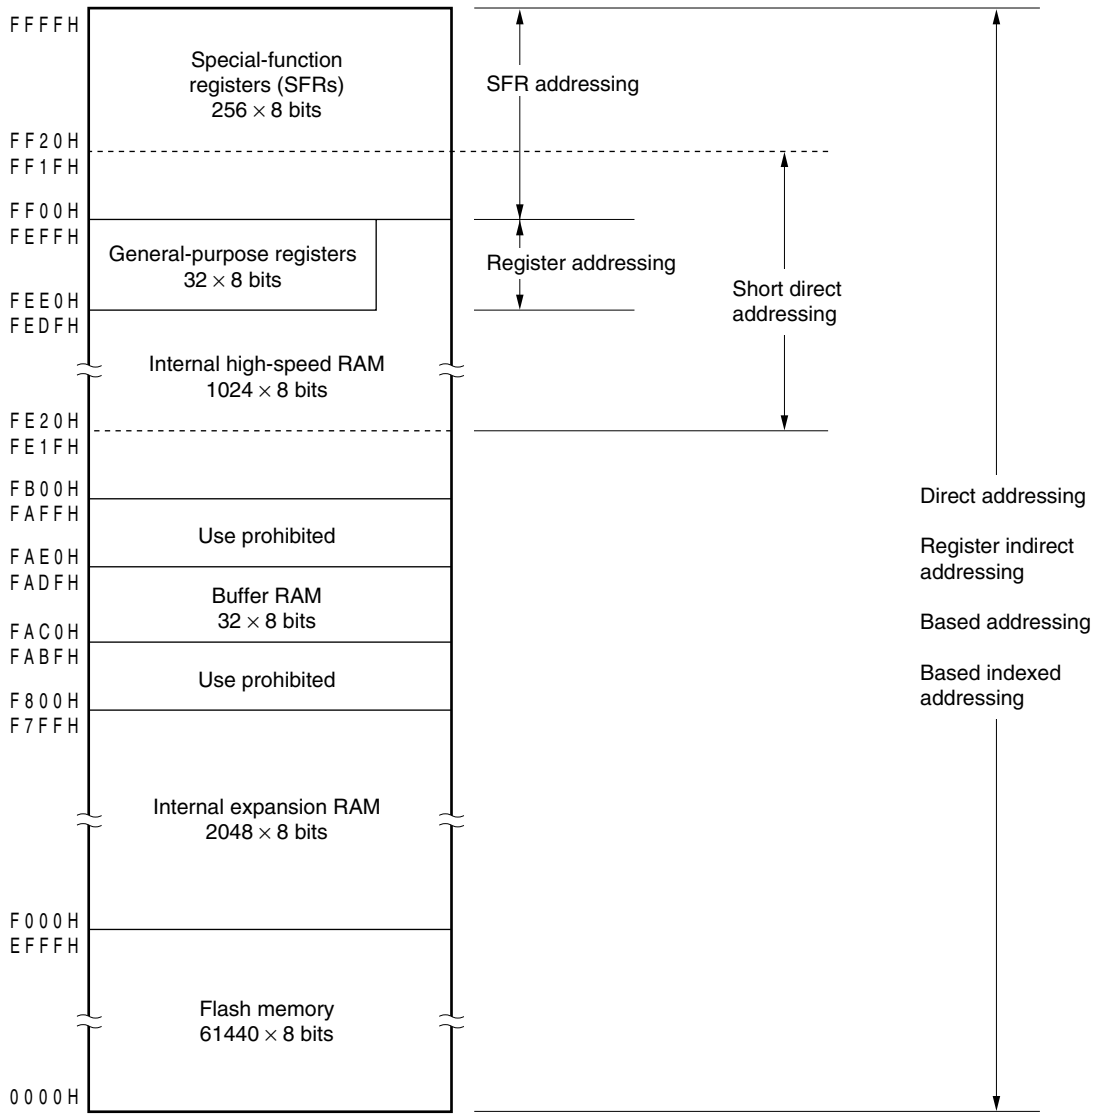 FFFFH
Special-function
registers (SFRs)
256 × 8 bits
SFR addressing
FF20H
FF1FH
FF00H
FEFFH
General-purpose registers
32 × 8 bits
Register addressing
Short direct
addressing
FEE0H
FEDFH
Internal high-speed RAM
1024 × 8 bits
FE20H
FE1FH
FB00H
FAFFH
Use prohibited
FAE0H
FADFH
Buffer RAM
32 × 8 bits
FAC0H
FABFH
Use prohibited
F800H
F7FFH
Internal expansion RAM
2048 × 8 bits
F000H
EFFFH
Flash memory
61440 × 8 bits
0000H
Direct addressing
Register indirect
addressing
Based addressing
Based indexed
addressing